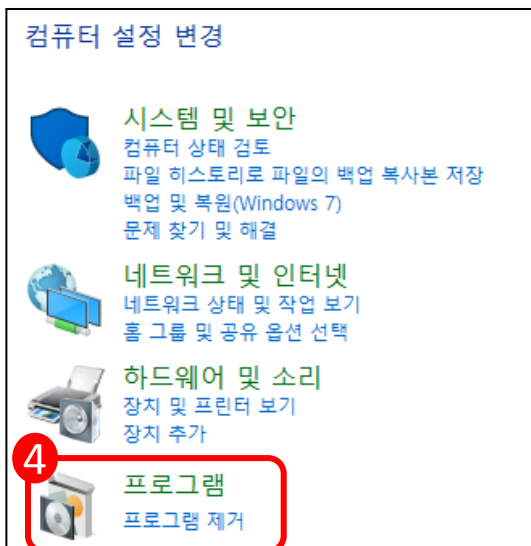 컴퓨터 설정 변경
시스템 및 보안
컴퓨터 상태 검토
파일 히스토리로 파일의 백업 복사본 저장
백업 및 복원(Windows 7)
문제 찾기 및 해결
네트워크 및 인터넷
네트워크 상태 및 작업 보기
홈 그룹 및 공유 옵션 선택
하드웨어 및 소리
장치 및 프린터 보기
장치 추가
4
프로그램
프로그램 제거